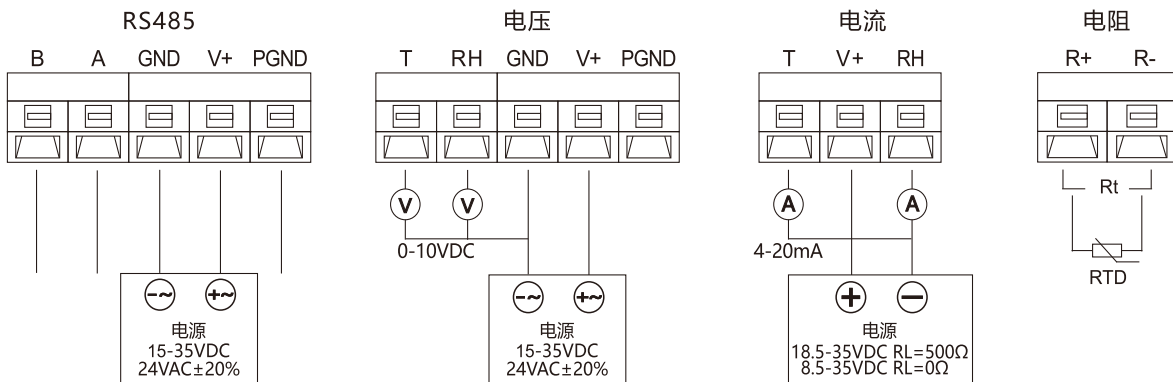 RS485
B A GND V+ PGND
-~ +~
电源
15-35VDC
24VAC±20%
电压
T RH GND V+ PGND
V V
0-10VDC
-~ +~
电源
15-35VDC
24VAC±20%
电流
T V+ RH
A A
4-20mA
+ -
电源
18.5-35VDC RL=500Ω
8.5-35VDC RL=0Ω
电阻
R+ R-
Rt
RTD